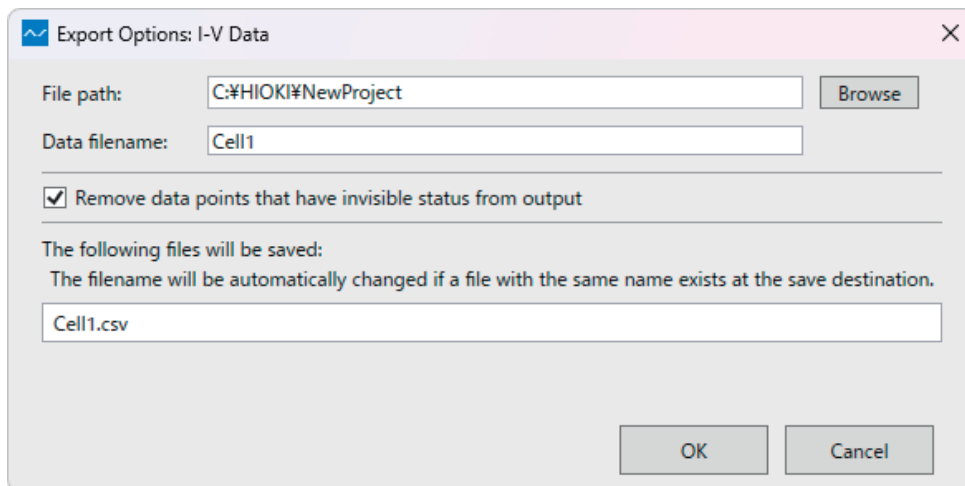 Export Options: I-V Data
File path: C:¥HIOKI¥NewProject Browse
Data filename: Cell1
Remove data points that have invisible status from output
The following files will be saved:
The filename will be automatically changed if a file with the same name exists at the save destination.
Cell1.csv
OK Cancel